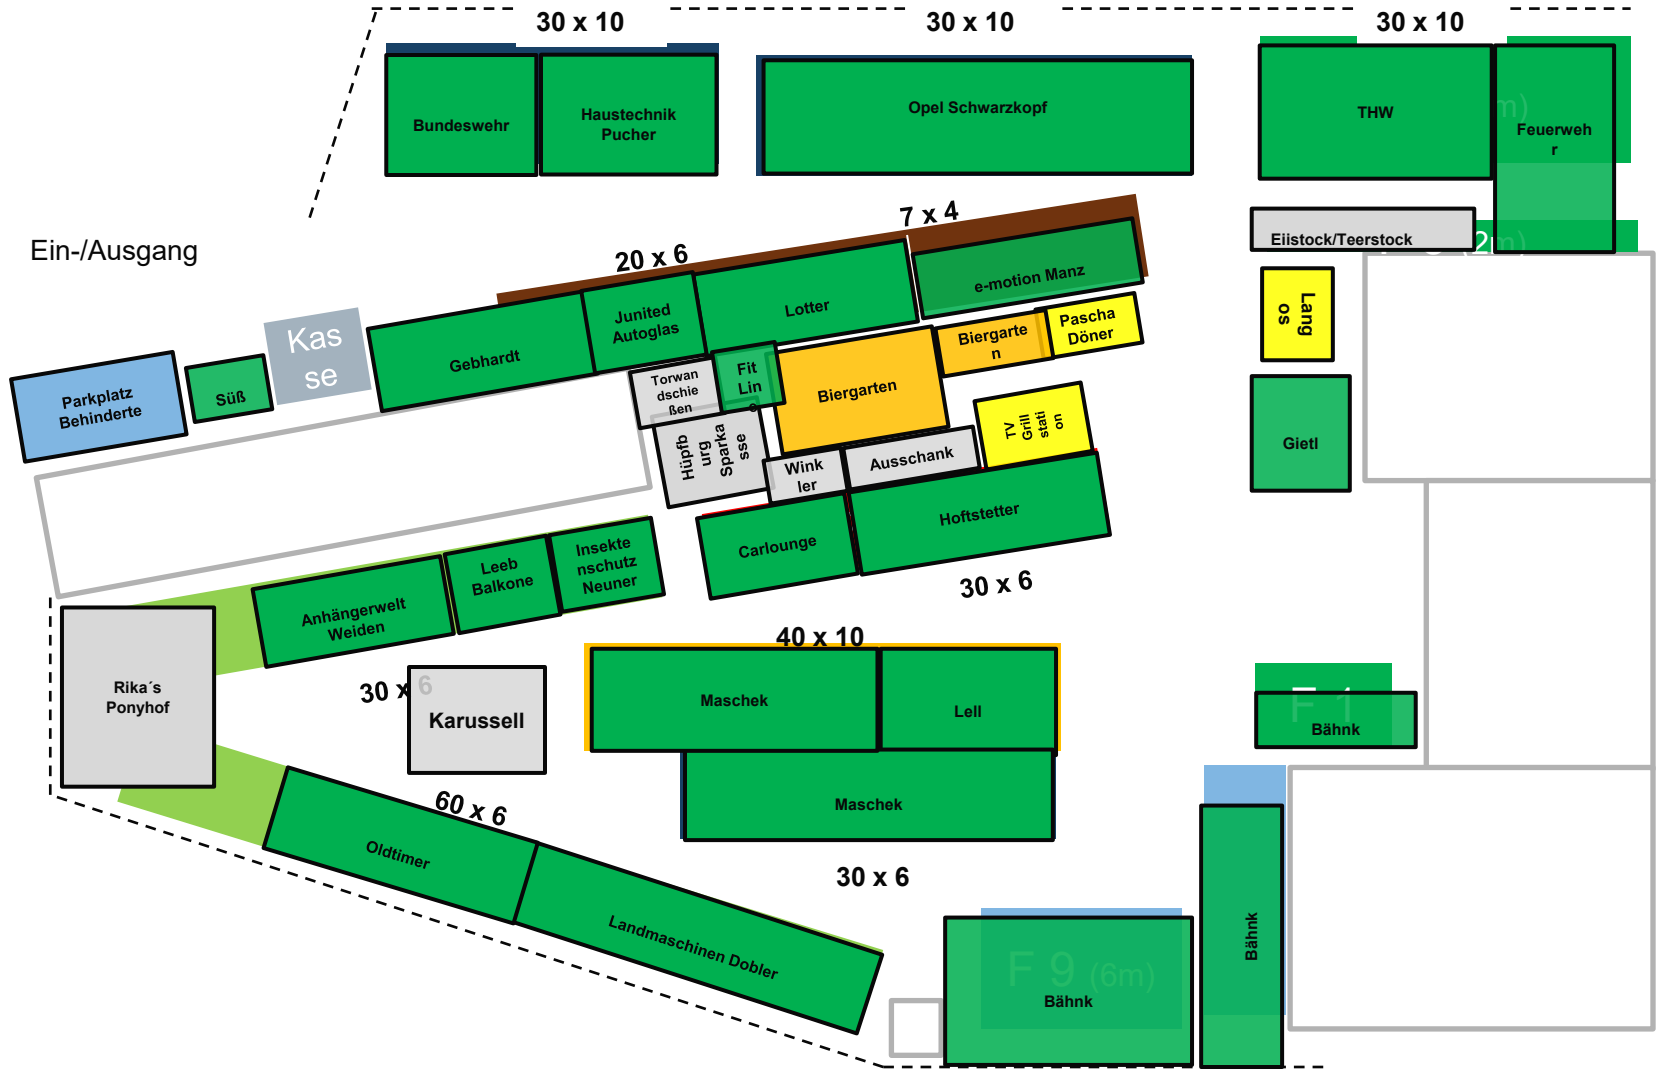 30 x 10
30 x 10
30 x 10
Bundeswehr
Haustechnik
Pucher
Opel Schwarzkopf
THW
m)
Feuerweh
r
Ein-/Ausgang
7 x 4
20 x 6
Eiistock/Teerstock
(2m)
e-motion Manz
Lotter
Junited
Autoglas
Gebhardt
Kas
se
Süß
Parkplatz
Behinderte
Lang
os
Pascha
Döner
Biergarte
n
Biergarten
Fit
Lin
e
Torwan
dschie
ßen
Hüpfb
urg
Sparka
sse
TV
Grill
stati
on
Gietl
Wink
ler
Ausschank
Hoftstetter
Carlounge
30 x 6
Insekte
nschutz
Neuner
Leeb
Balkone
Anhängerwelt
Weiden
30 x 6
Rika´s
Ponyhof
Karussell
40 x 10
Maschek
Lell
F 1
Bähnk
Maschek
60 x 6
Oldtimer
30 x 6
Landmaschinen Dobler
F 9 (6m)
Bähnk
Bähnk